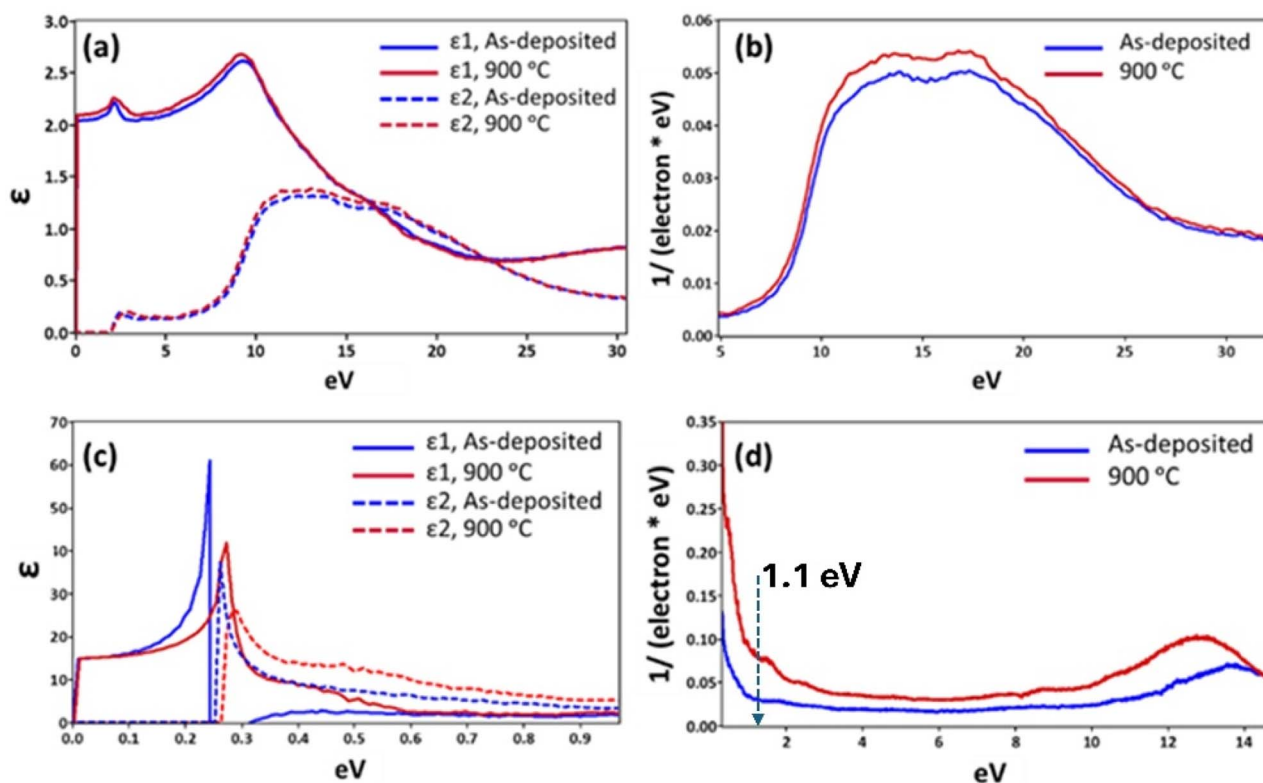 (a)
ε1, As-deposited
ε1, 900 °C
ε2, As-deposited
ε2, 900 °C
3.0
2.5
2.0
1.5
1.0
0.5
0.0
ε
0 5 10 15 20 25 30
eV
(b)
As-deposited
900 °C
0.06
0.05
0.04
0.03
0.02
0.01
0.00
1/ (electron * eV)
5 10 15 20 25 30
eV
(c)
ε1, As-deposited
ε1, 900 °C
ε2, As-deposited
ε2, 900 °C
70
60
50
40
30
20
10
0
ε
0.0 0.1 0.2 0.3 0.4 0.5 0.6 0.7 0.8 0.9
eV
(d)
As-deposited
900 °C
1.1 eV
0.35
0.30
0.25
0.20
0.15
0.10
0.05
0.00
1/ (electron * eV)
2 4 6 8 10 12 14
eV